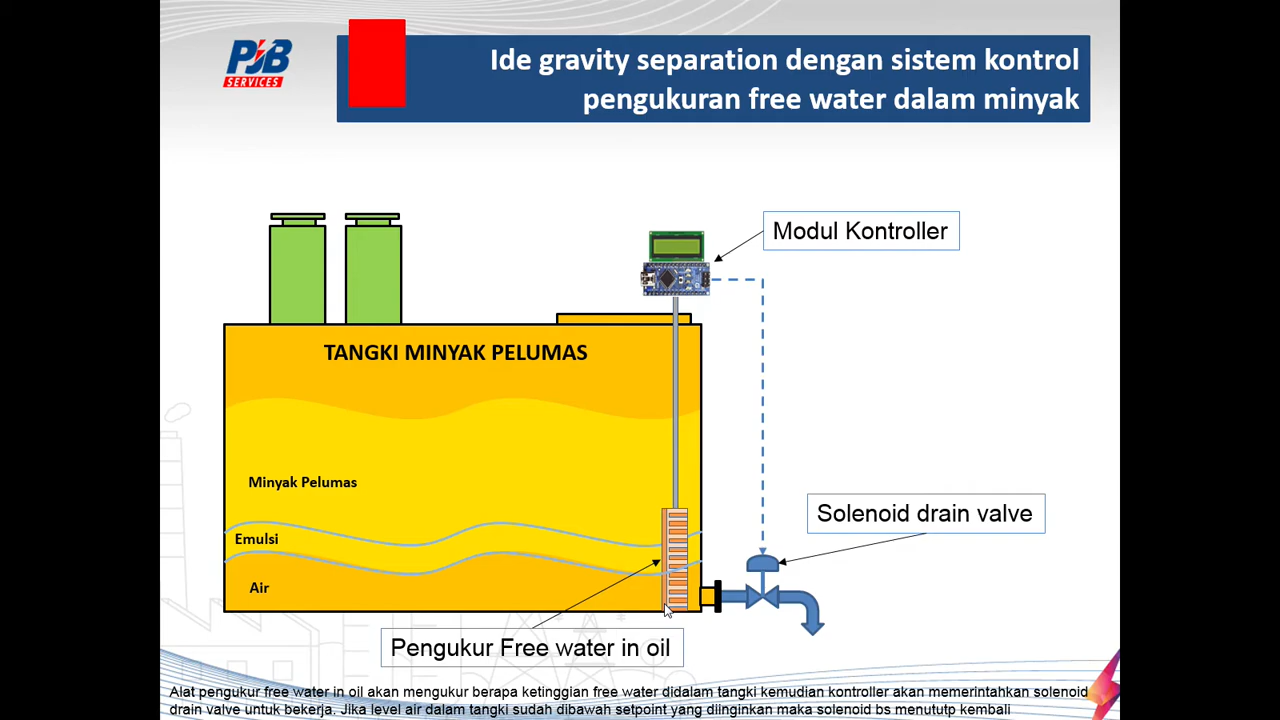 PJB
SERVICES
Ide gravity separation dengan sistem kontrol
pengukuran free water dalam minyak
Modul Kontroller
TANGKI MINYAK PELUMAS
Minyak Pelumas
Solenoid drain valve
Emulsi
Air
Pengukur Free water in oil
Alat pengukur free water in oil akan mengukur berapa ketinggian free water didalam tangki kemudian kontroller akan memerintahkan solenoid
drain valve untuk bekerja. Jika level air dalam tangki sudah dibawah setpoint yang diinginkan maka solenoid bs menututp kembali